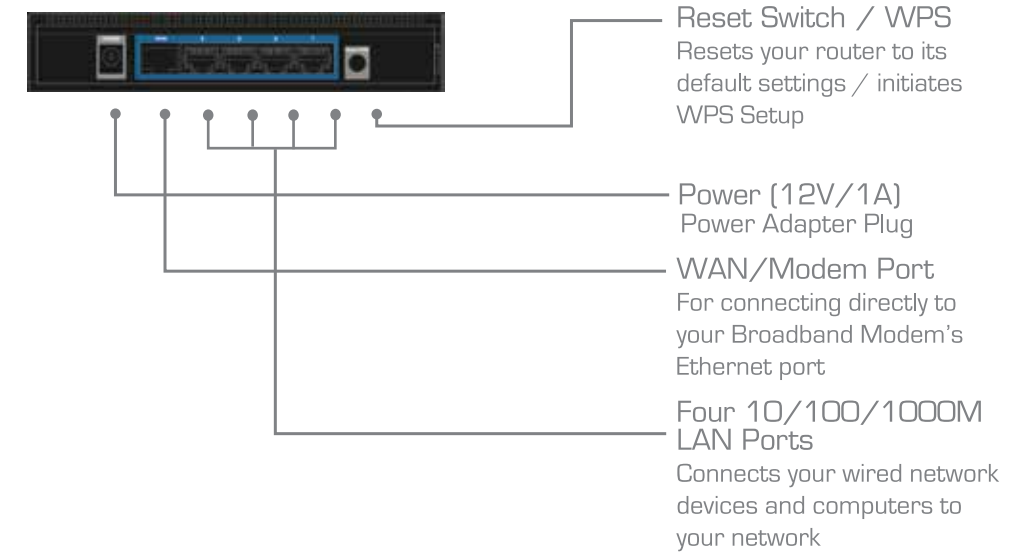 Reset Switch / WPS
Resets your router to its
default settings / initiates
WPS Setup
Power (12V/1A)
Power Adapter Plug
WAN/Modem Port
For connecting directly to
your Broadband Modem's
Ethernet port
Four 10/100/1000M
LAN Ports
Connects your wired network
devices and computers to
your network